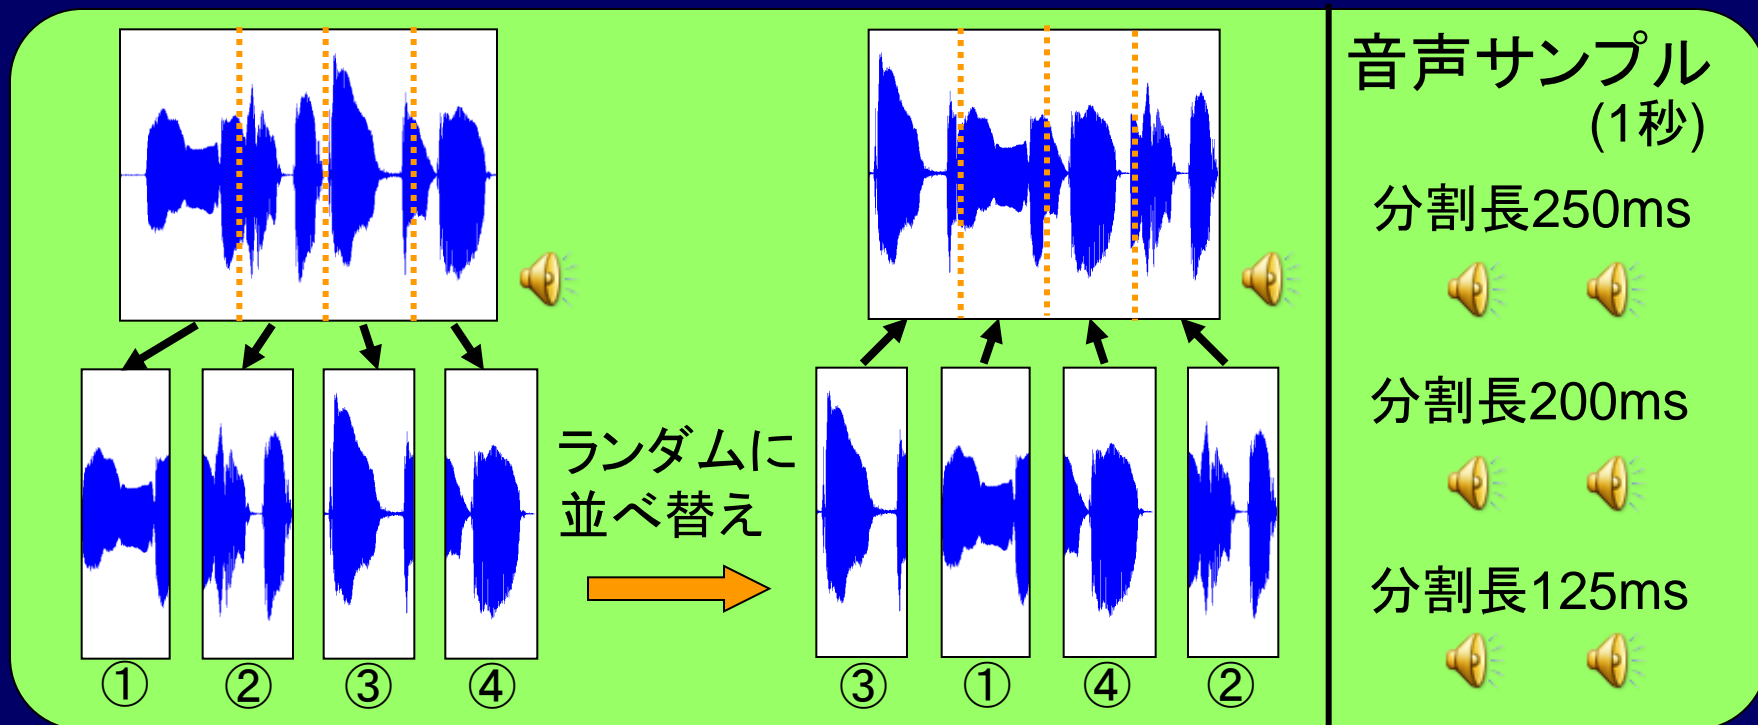 ① ② ③ ④
ランダムに
並べ替え
③ ① ④ ②
音声サンプル
(1秒)
分割長250ms
分割長200ms
分割長125ms